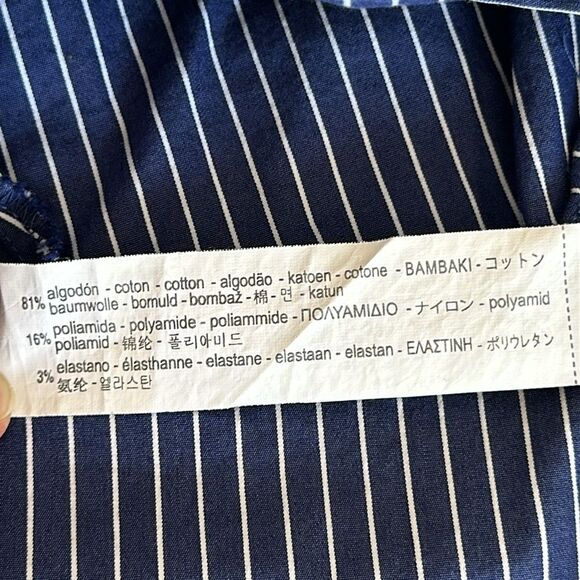 81% algodón - coton - cotton - algodão - katoen - cotone - BAMBAKI - コットン
baumwolle - bomuld - bombaž - 棉 - 면 - katun
16% poliamida - polyamide - poliammide - ΠΟΛΥΑΜΙΔΙΟ - ナイロン - polyamid
poliamid - 锦纶 - 폴리아미드
3% elastano - élasthanne - elastane - elastaan - elastan - ΕΛΑΣΤΙΝΗ - ポリウレタン
氨纶 - 엘라스탄